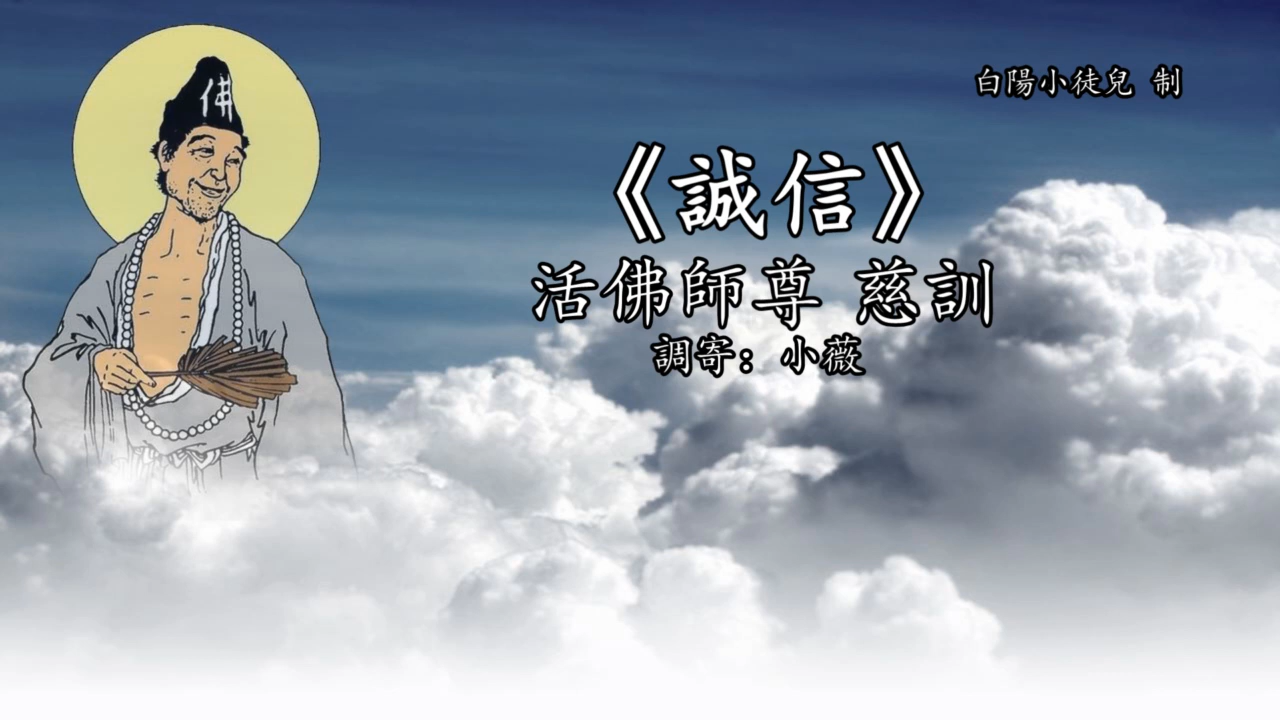 佛
白陽小徒兒 制
《誠信》
活佛師尊 慈訓
調寄：小薇